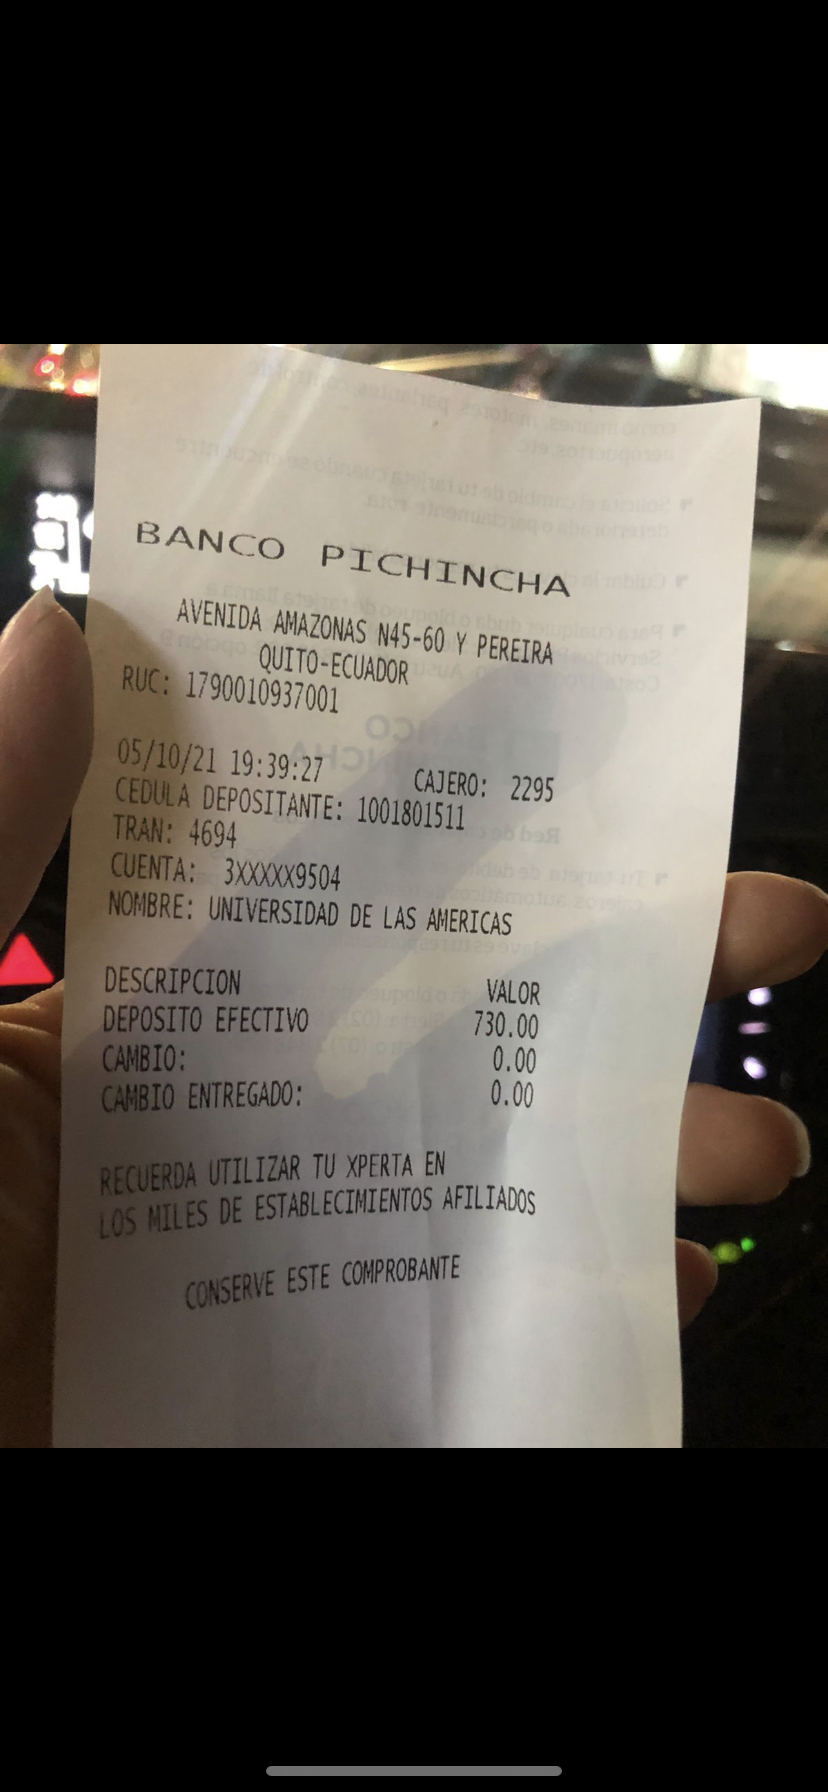 BANCO PICHINCHA
AVENIDA AMAZONAS N45-60 Y PEREIRA
QUITO-ECUADOR
RUC: 1790010937001
05/10/21 19:39:27 CAJERO: 2295
CEDULA DEPOSITANTE: 1001801511
TRAN: 4694
CUENTA: 3XXXXX9504
NOMBRE: UNIVERSIDAD DE LAS AMERICAS
DESCRIPCION VALOR
DEPOSITO EFECTIVO 730.00
CAMBIO: 0.00
CAMBIO ENTREGADO: 0.00
RECUERDA UTILIZAR TU XPERTA EN
LOS MILES DE ESTABLECIMIENTOS AFILIADOS
CONSERVE ESTE COMPROBANTE